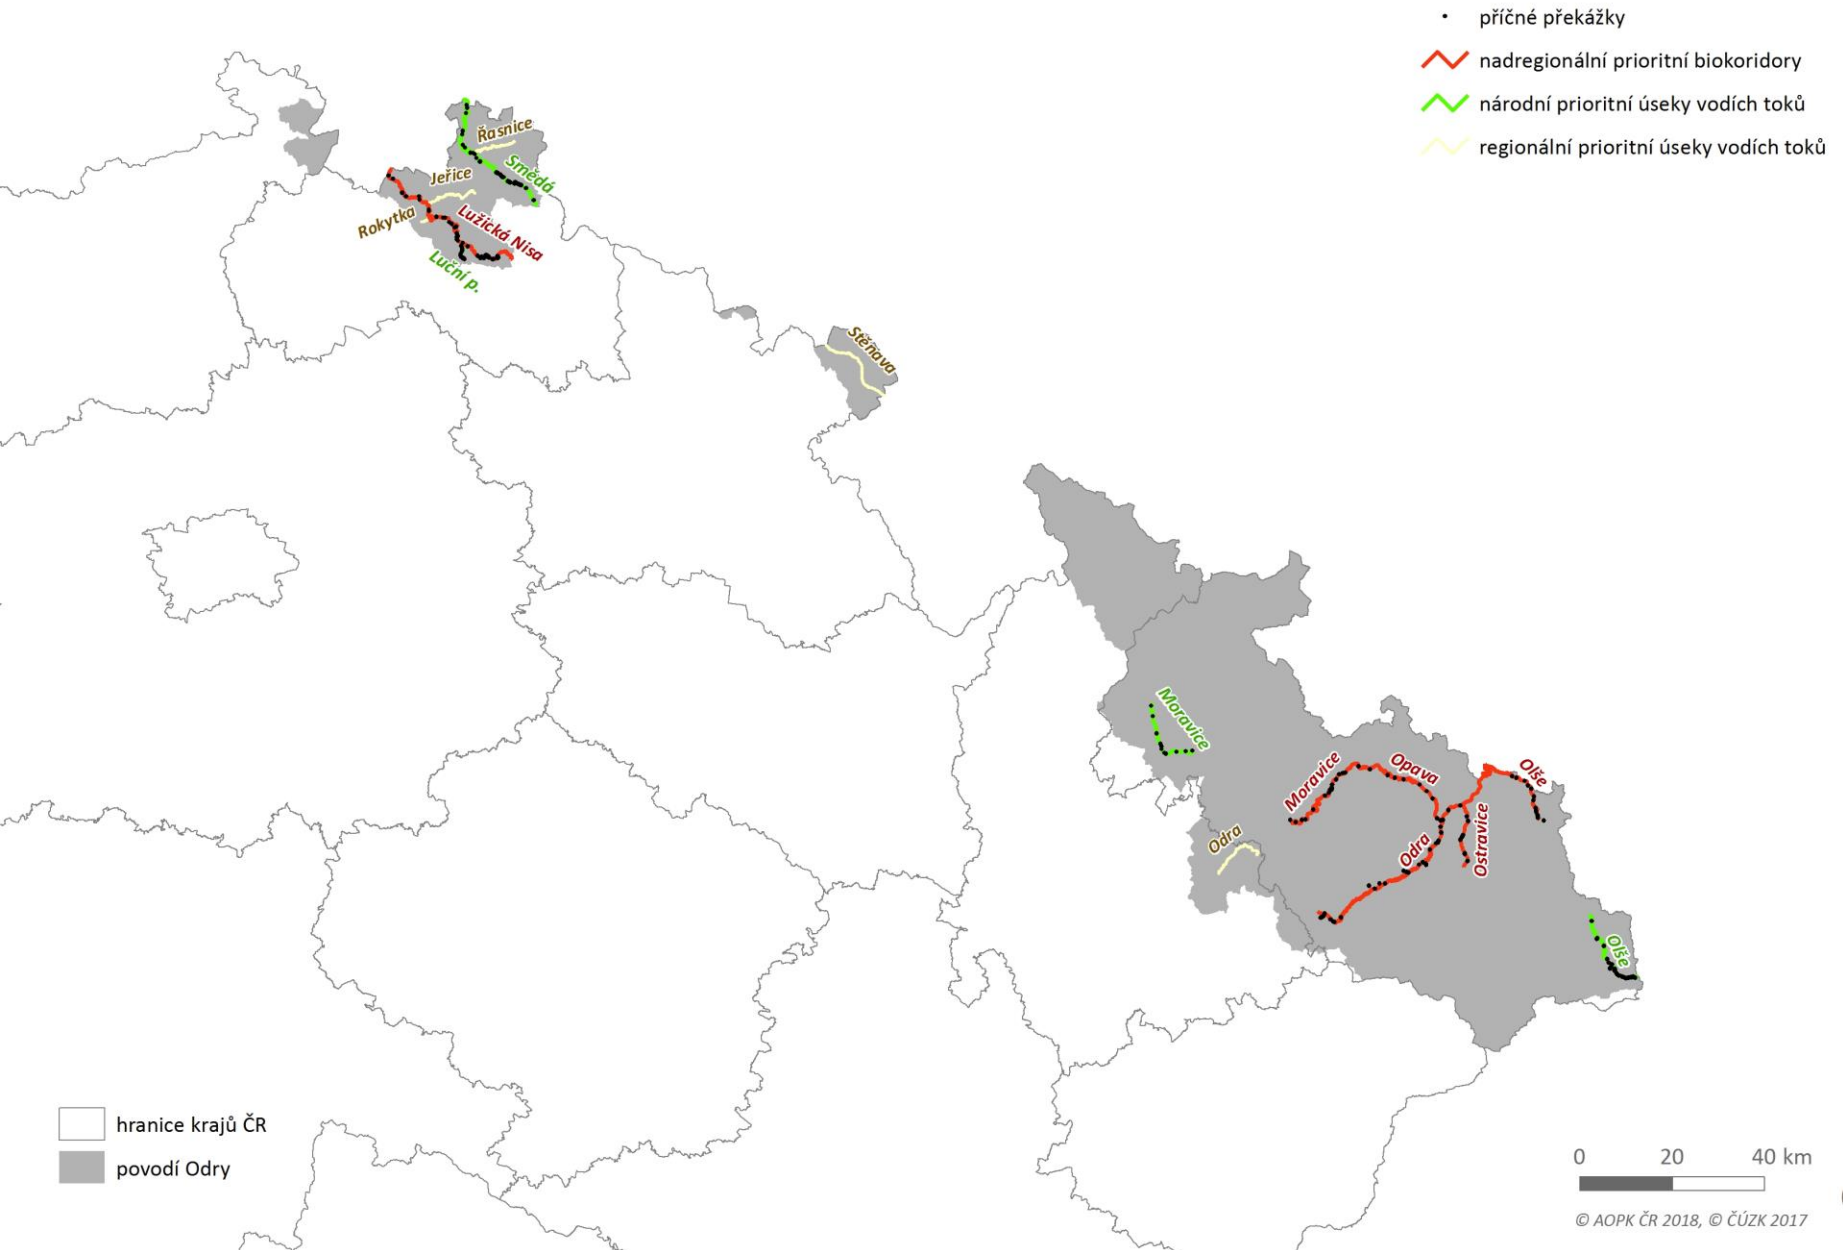 příčné překážky
nadregionální prioritní biokoridory
národní prioritní úseky vodích toků
regionální prioritní úseky vodích toků
Řasnice
Smědá
Jeřice
Rokytka
Lužická Nisa
Luční p.
Stěnava
Moravice
Moravice
Opava
Olše
Odra
Odra
Ostravice
Olše
hranice krajů ČR
povodí Odry
0 20 40 km
© AOPK ČR 2018, © ČÚZK 2017